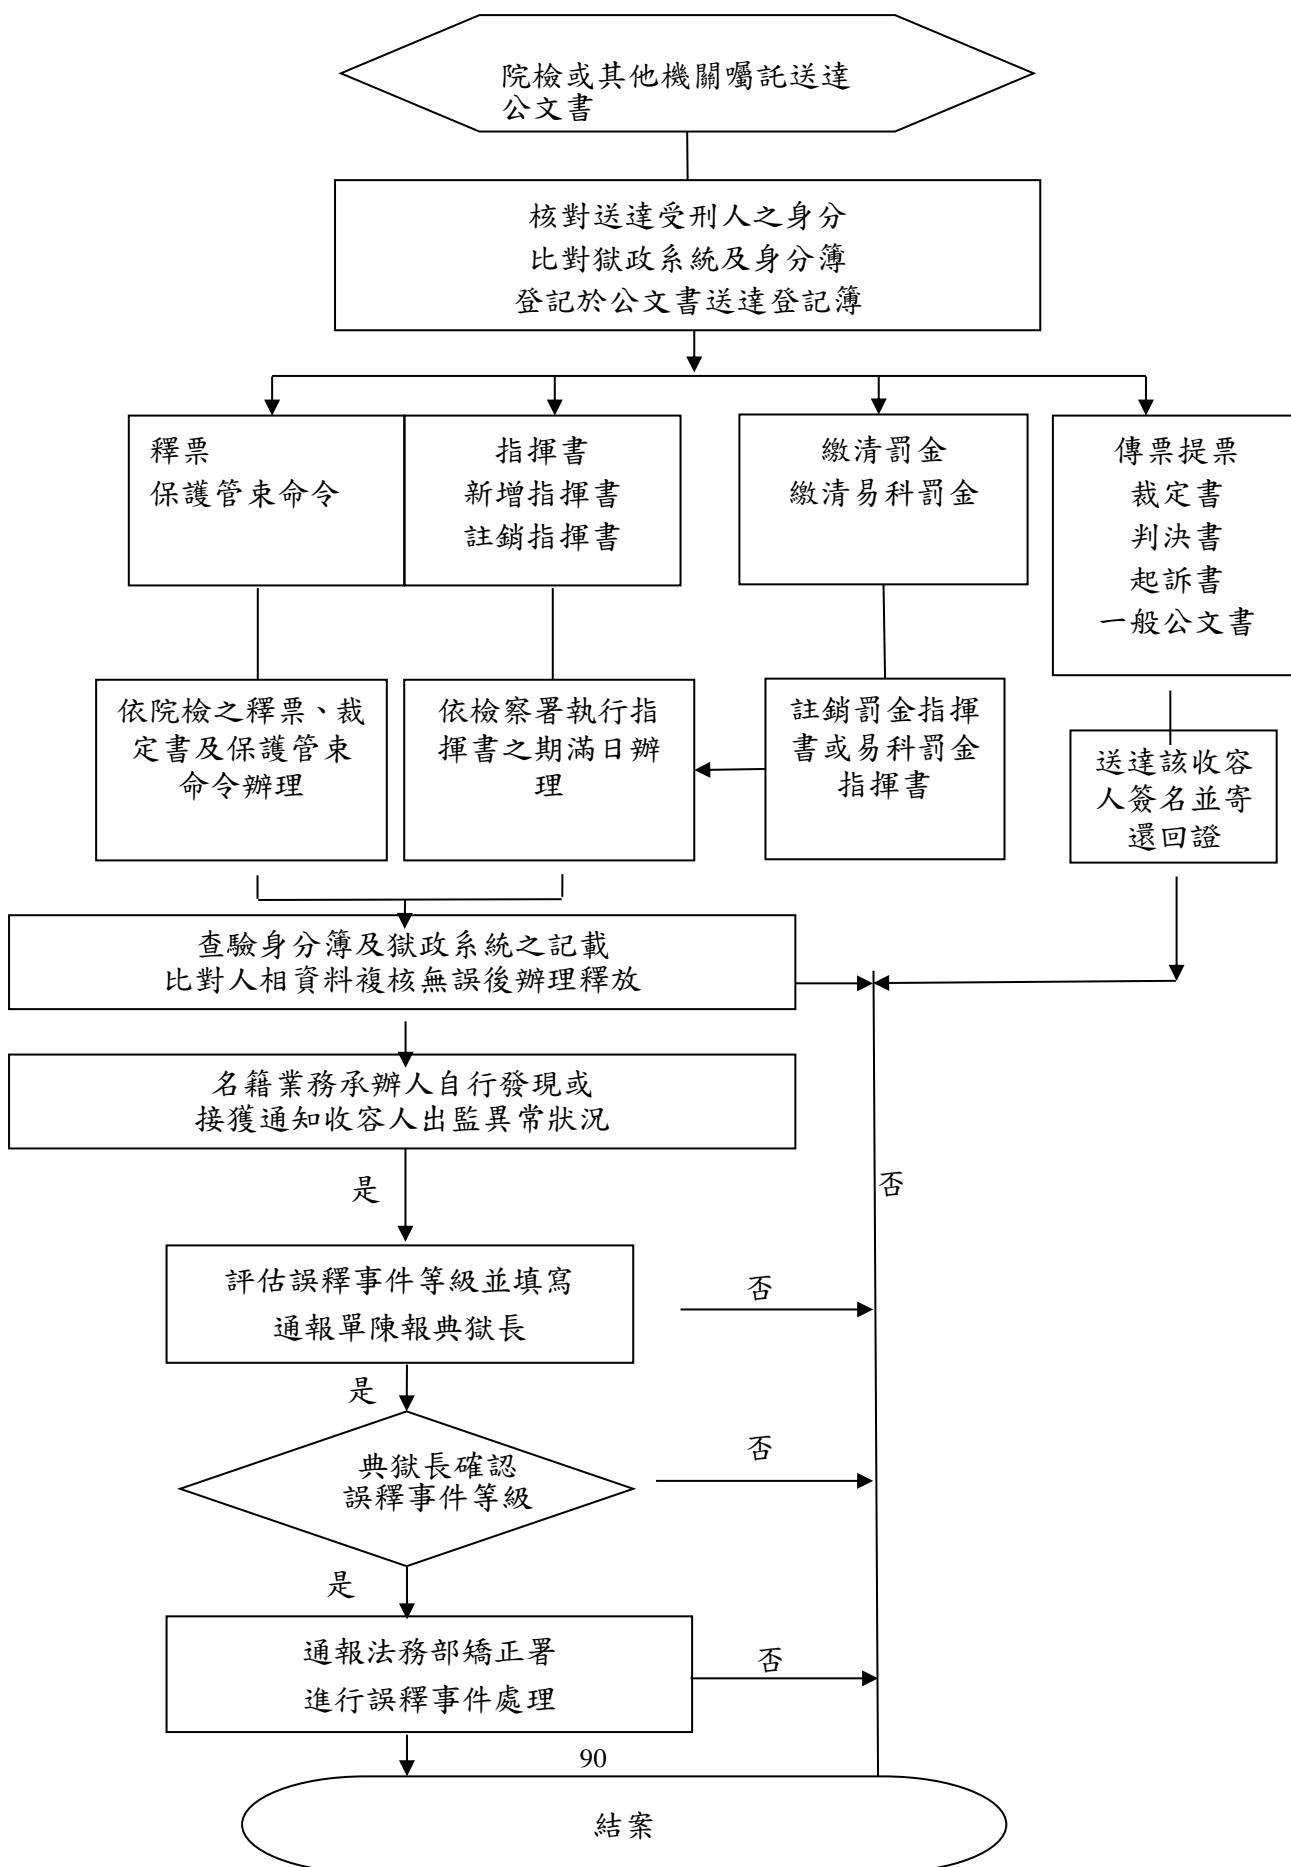 院檢或其他機關囑託送達
公文書
核對送達受刑人之身分
比對獄政系統及身分簿
登記於公文書送達登記簿
釋票
保護管束命令
指揮書
新增指揮書
註銷指揮書
繳清罰金
繳清易科罰金
傳票提票
裁定書
判決書
起訴書
一般公文書
依院檢之釋票、裁
定書及保護管束
命令辦理
依檢察署執行指
揮書之期滿日辦
理
註銷罰金指揮
書或易科罰金
指揮書
送達該收容
人簽名並寄
還回證
查驗身分簿及獄政系統之記載
比對人相資料複核無誤後辦理釋放
名籍業務承辦人自行發現或
接獲通知收容人出監異常狀況
是
否
評估誤釋事件等級並填寫
通報單陳報典獄長
否
是
典獄長確認
誤釋事件等級
否
是
通報法務部矯正署
進行誤釋事件處理
否
90
結案